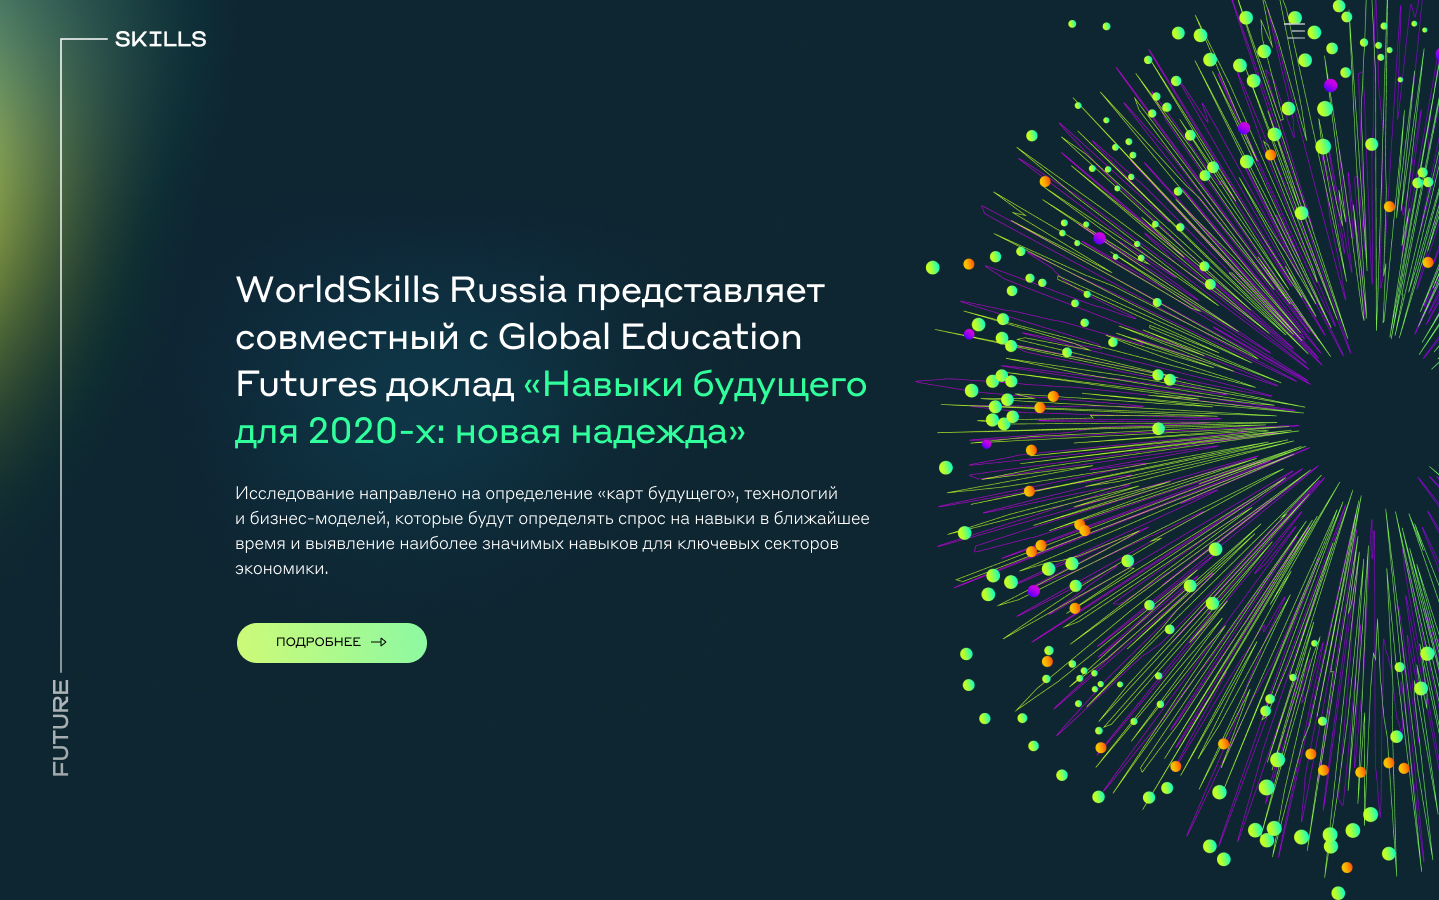 SKILLS
WorldSkills Russia представляет
совместный с Global Education
Futures доклад «Навыки будущего
для 2020-х: новая надежда»
Исследование направлено на определение «карт будущего», технологий
и бизнес-моделей, которые будут определять спрос на навыки в ближайшее
время и выявление наиболее значимых навыков для ключевых секторов
экономики.
ПОДРОБНЕЕ
FUTURE